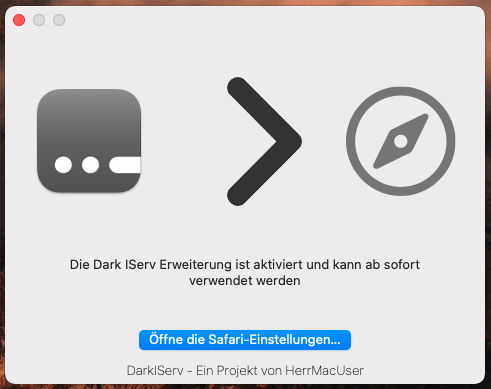 Die Dark IServ Erweiterung ist aktiviert und kann ab sofort
verwendet werden
Öffne die Safari-Einstellungen...
DarkIServ - Ein Projekt von HerrMacUser